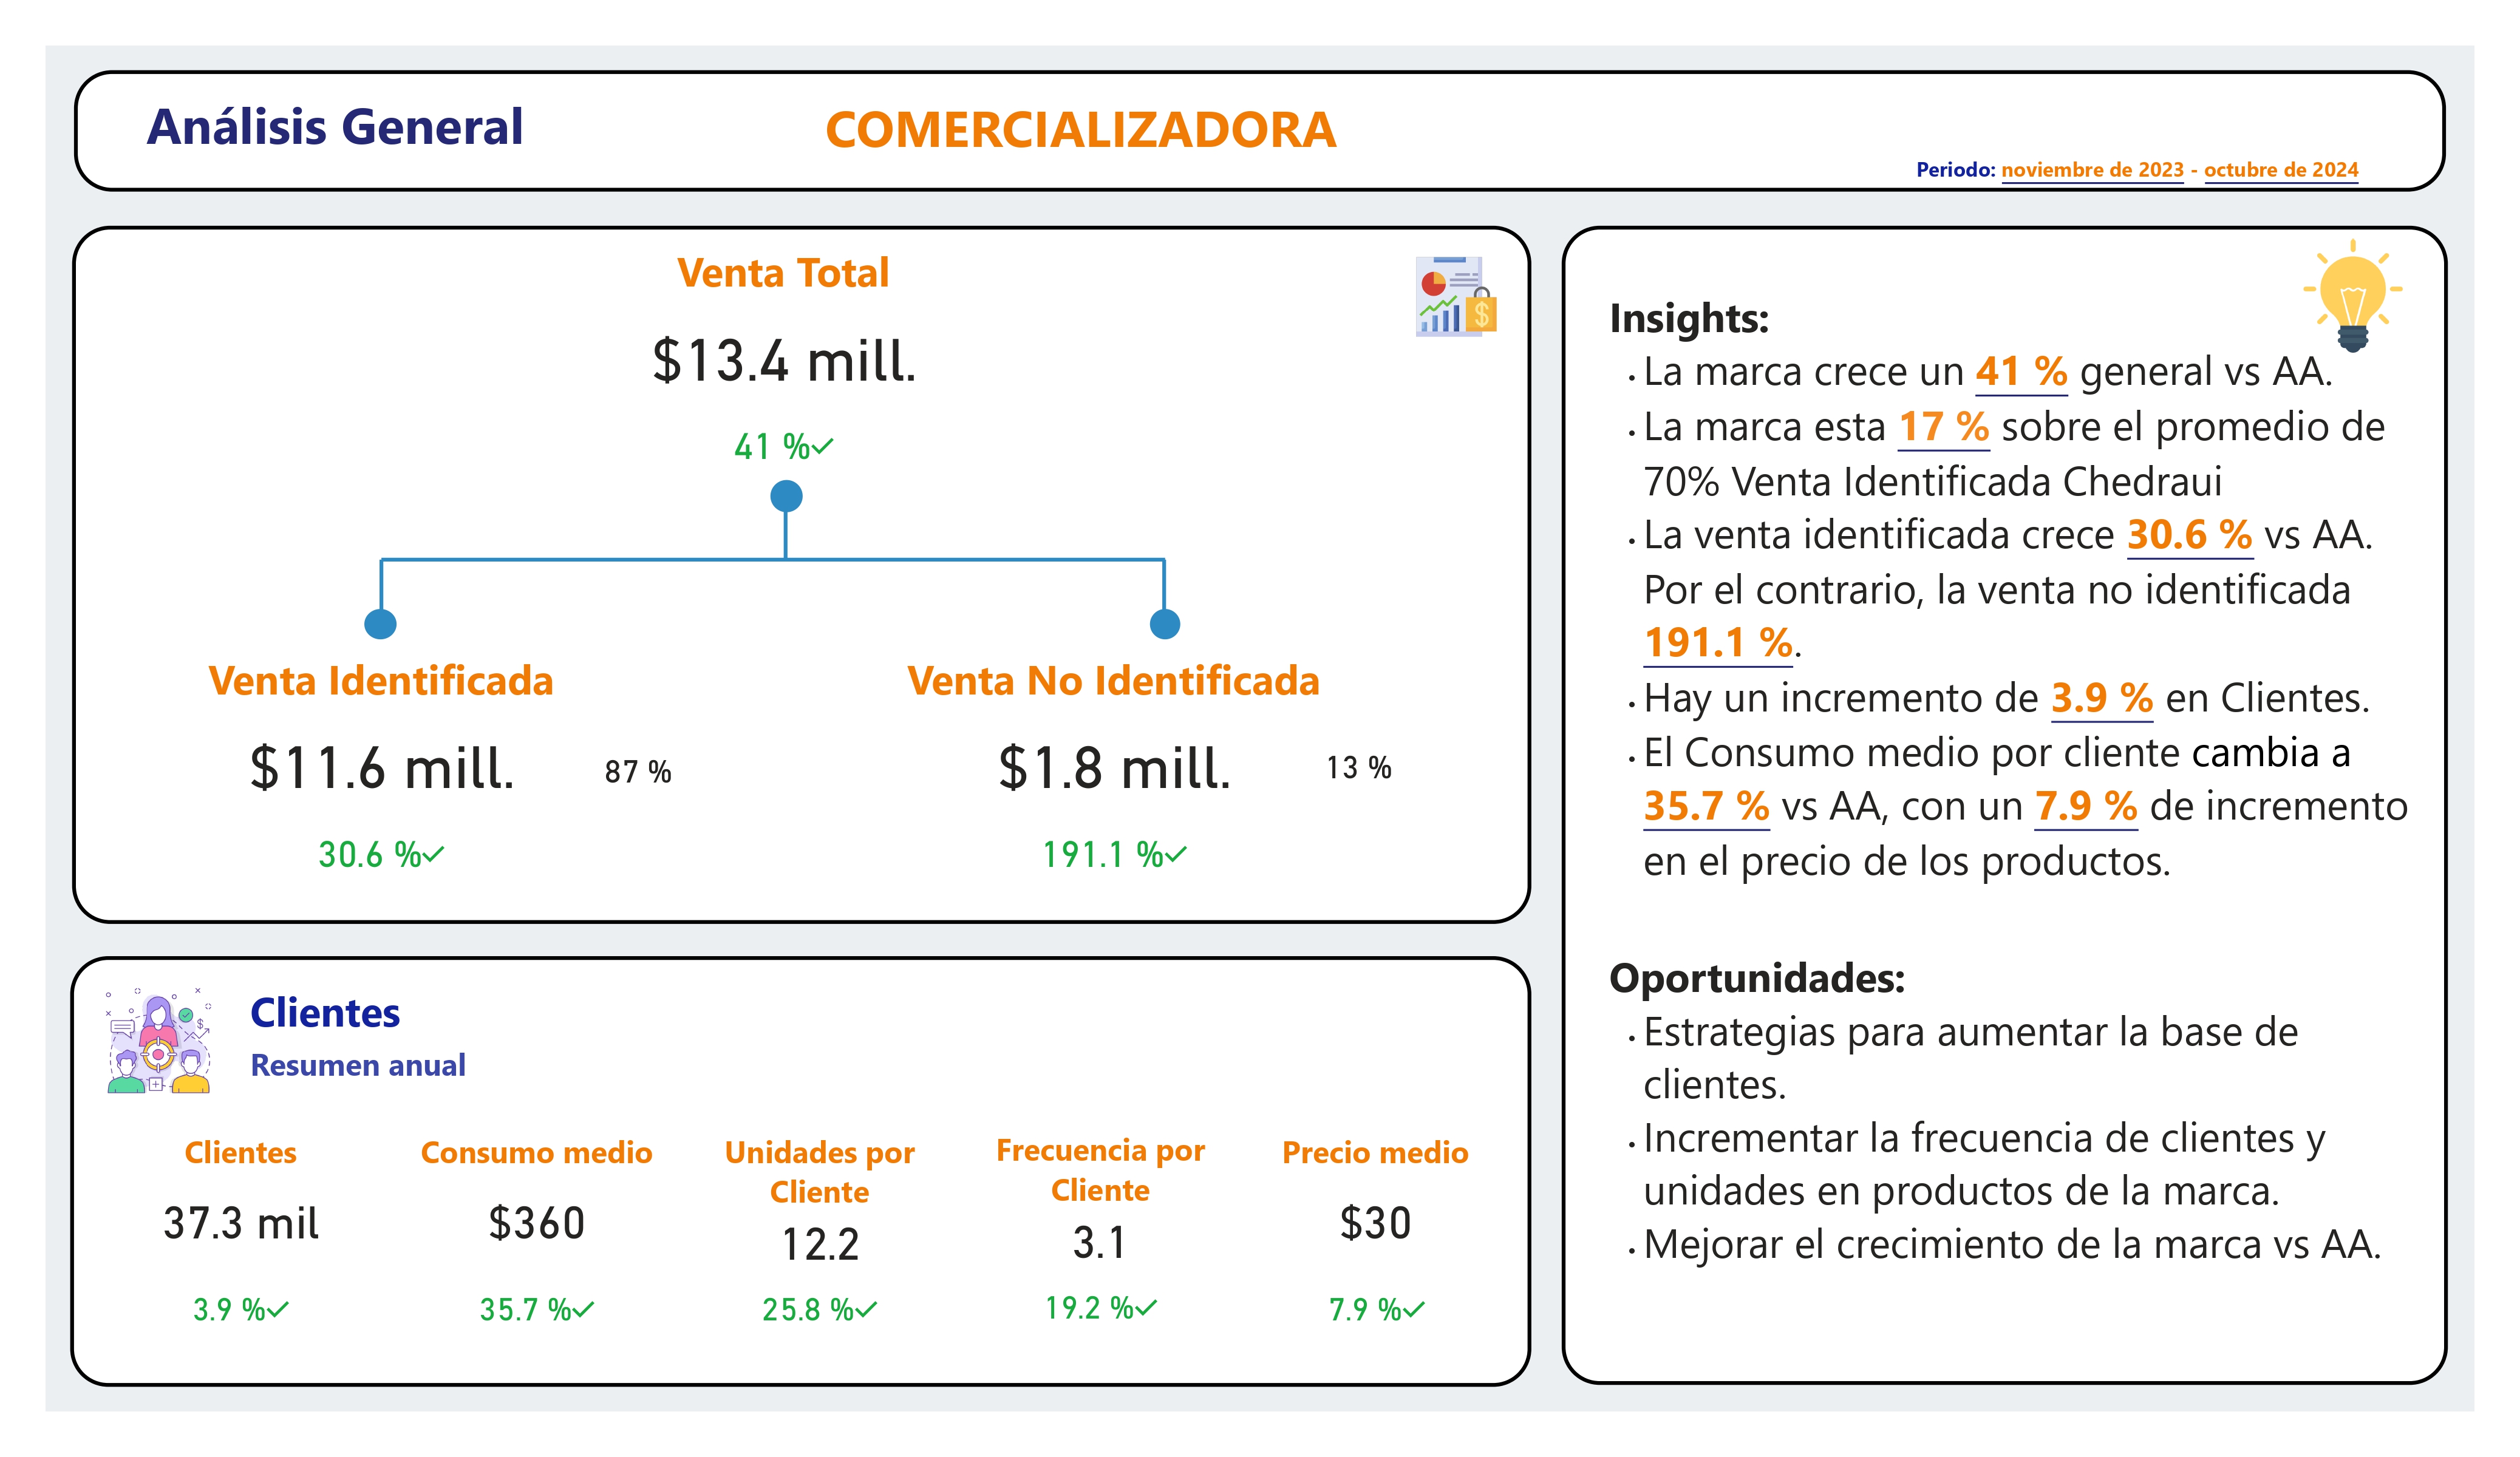 Análisis General
COMERCIALIZADORA
Periodo: noviembre de 2023 - octubre de 2024
Venta Total
$13.4 mill.
41 %✓
Venta Identificada
$11.6 mill.
87 %
30.6 %✓
Venta No Identificada
$1.8 mill.
13 %
191.1 %✓
Clientes
Resumen anual
Clientes
37.3 mil
3.9 %✓
Consumo medio
$360
35.7 %✓
Unidades por
Cliente
12.2
25.8 %✓
Frecuencia por
Cliente
3.1
19.2 %✓
Precio medio
$30
7.9 %✓
Insights:
• La marca crece un 41 % general vs AA.
• La marca esta 17 % sobre el promedio de
70% Venta Identificada Chedraui
• La venta identificada crece 30.6 % vs AA.
Por el contrario, la venta no identificada
191.1 %.
• Hay un incremento de 3.9 % en Clientes.
• El Consumo medio por cliente cambia a
35.7 % vs AA, con un 7.9 % de incremento
en el precio de los productos.
Oportunidades:
• Estrategias para aumentar la base de
clientes.
• Incrementar la frecuencia de clientes y
unidades en productos de la marca.
• Mejorar el crecimiento de la marca vs AA.